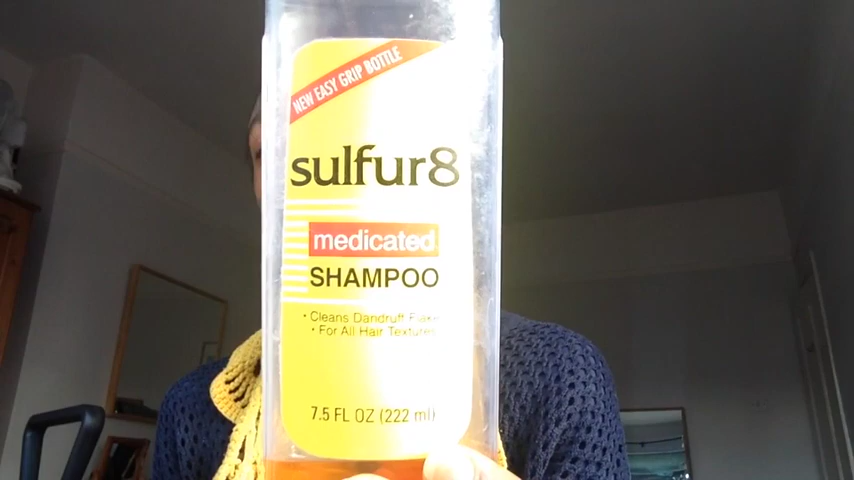 NEW EASY GRIP BOTTLE
sulfur8
medicated
SHAMPOO
• Cleans Dandruff Flake
• For All Hair Textures
7.5 FL OZ (222 ml)